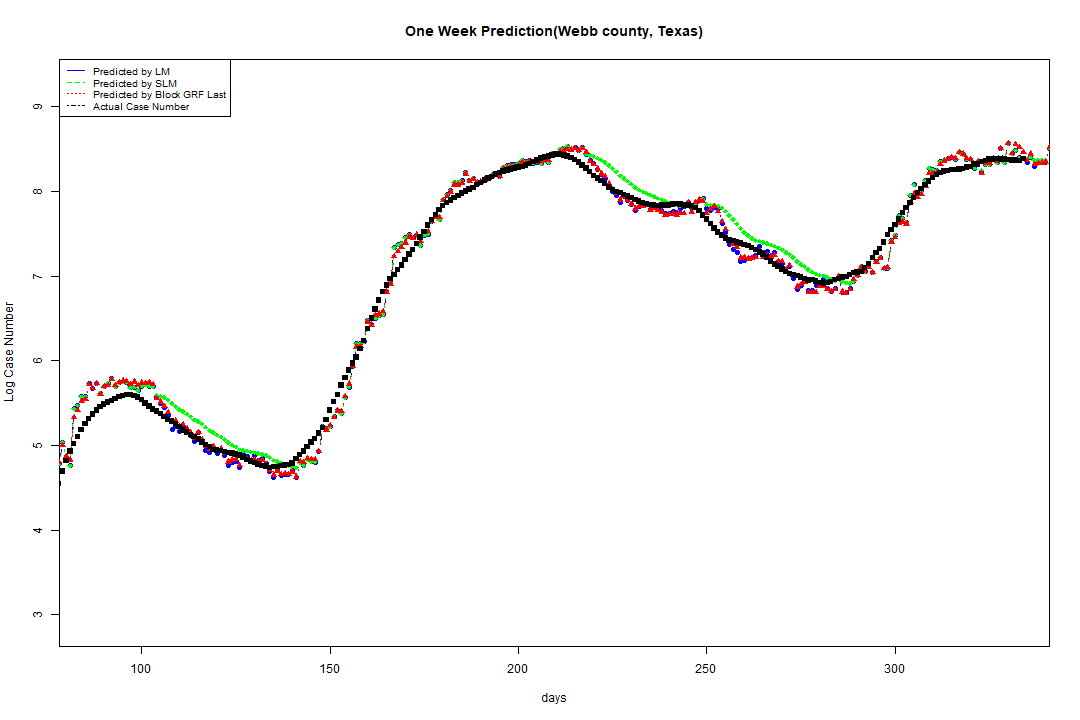 One Week Prediction(Webb county, Texas)
Predicted by LM
Predicted by SLM
Predicted by Block GRF Last
Actual Case Number
Log Case Number
9
8
7
6
5
4
3
100 150 200 250 300
days